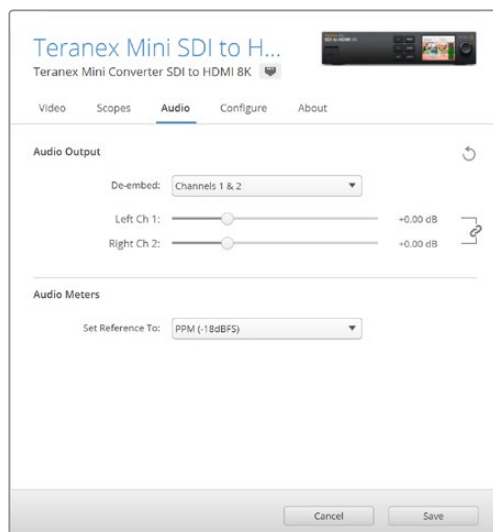 Teranex Mini SDI to H...
Teranex Mini Converter SDI to HDMI 8K
Video Scopes Audio Configure About
Audio Output
De-embed: Channels 1 & 2
Left Ch 1: +0.00 dB
Right Ch 2: +0.00 dB
Audio Meters
Set Reference To: PPM (-18dBFS)
Cancel Save